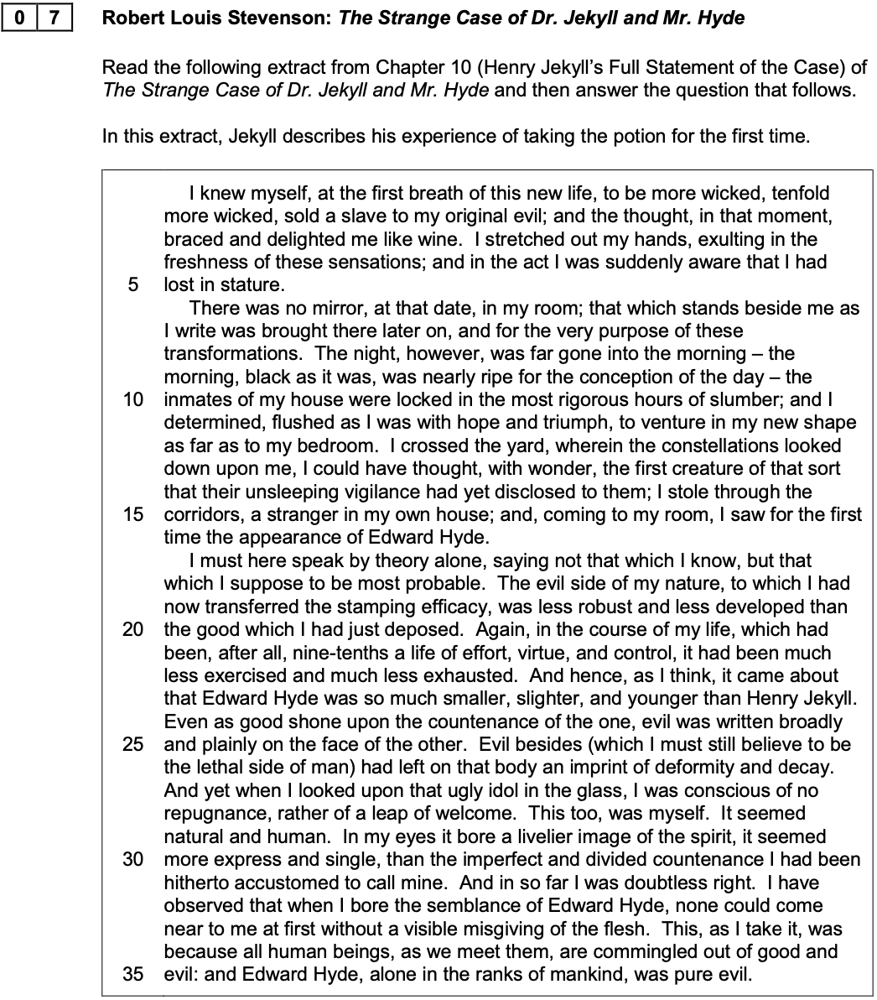 0 7 Robert Louis Stevenson: The Strange Case of Dr. Jekyll and Mr. Hyde
Read the following extract from Chapter 10 (Henry Jekyll’s Full Statement of the Case) of
The Strange Case of Dr. Jekyll and Mr. Hyde and then answer the question that follows.
In this extract, Jekyll describes his experience of taking the potion for the first time.
I knew myself, at the first breath of this new life, to be more wicked, tenfold
more wicked, sold a slave to my original evil; and the thought, in that moment,
braced and delighted me like wine. I stretched out my hands, exulting in the
freshness of these sensations; and in the act I was suddenly aware that I had
5 lost in stature.
There was no mirror, at that date, in my room; that which stands beside me as
I write was brought there later on, and for the very purpose of these
transformations. The night, however, was far gone into the morning – the
morning, black as it was, was nearly ripe for the conception of the day – the
10 inmates of my house were locked in the most rigorous hours of slumber; and I
determined, flushed as I was with hope and triumph, to venture in my new shape
as far as to my bedroom. I crossed the yard, wherein the constellations looked
down upon me, I could have thought, with wonder, the first creature of that sort
that their unsleeping vigilance had yet disclosed to them; I stole through the
15 corridors, a stranger in my own house; and, coming to my room, I saw for the first
time the appearance of Edward Hyde.
I must here speak by theory alone, saying not that which I know, but that
which I suppose to be most probable. The evil side of my nature, to which I had
now transferred the stamping efficacy, was less robust and less developed than
20 the good which I had just deposed. Again, in the course of my life, which had
been, after all, nine-tenths a life of effort, virtue, and control, it had been much
less exercised and much less exhausted. And hence, as I think, it came about
that Edward Hyde was so much smaller, slighter, and younger than Henry Jekyll.
Even as good shone upon the countenance of the one, evil was written broadly
25 and plainly on the face of the other. Evil besides (which I must still believe to be
the lethal side of man) had left on that body an imprint of deformity and decay.
And yet when I looked upon that ugly idol in the glass, I was conscious of no
repugnance, rather of a leap of welcome. This too, was myself. It seemed
natural and human. In my eyes it bore a livelier image of the spirit, it seemed
30 more express and single, than the imperfect and divided countenance I had been
hitherto accustomed to call mine. And in so far I was doubtless right. I have
observed that when I bore the semblance of Edward Hyde, none could come
near to me at first without a visible misgiving of the flesh. This, as I take it, was
because all human beings, as we meet them, are commingled out of good and
35 evil: and Edward Hyde, alone in the ranks of mankind, was pure evil.